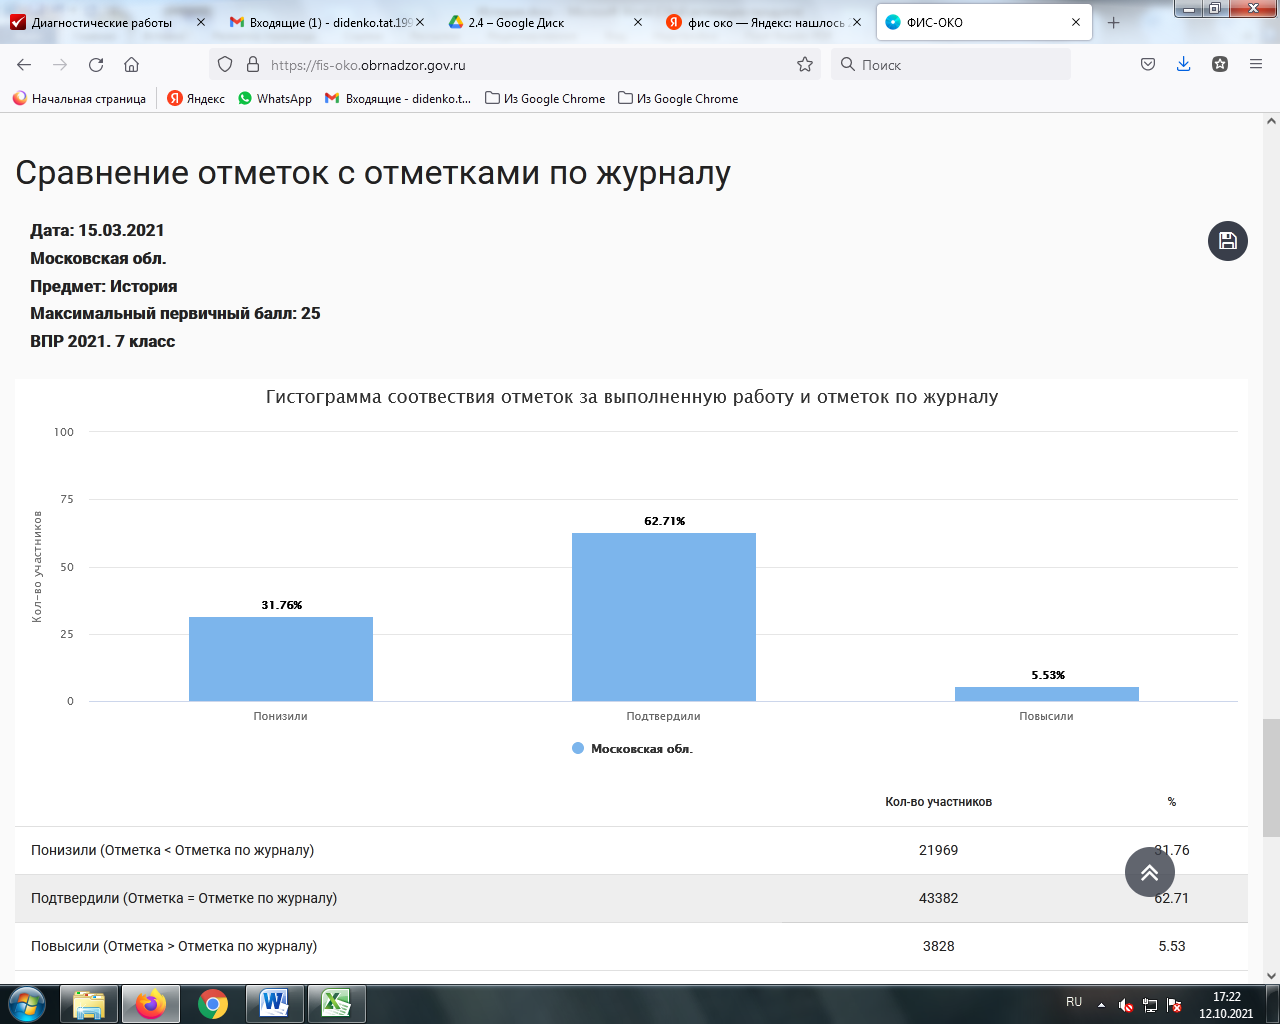 Диагностические работы
Входящие (1) - didenko.tat.199
2.4 – Google Диск
фис око — Яндекс: нашлось
ФИС-ОКО
https://fis-oko.obrnadzor.gov.ru
Поиск
Начальная страница
Яндекс
WhatsApp
Входящие - didenko.t...
Из Google Chrome
Из Google Chrome
Сравнение отметок с отметками по журналу
Дата: 15.03.2021
Московская обл.
Предмет: История
Максимальный первичный балл: 25
ВПР 2021. 7 класс
Гистограмма соотвествия отметок за выполненную работу и отметок по журналу
100
75
50
25
0
Кол-во участников
31.76%
62.71%
5.53%
Понизили
Подтвердили
Повысили
Московская обл.
Кол-во участников %
Понизили (Отметка < Отметка по журналу) 21969 31.76
Подтвердили (Отметка = Отметке по журналу) 43382 62.71
Повысили (Отметка > Отметка по журналу) 3828 5.53
RU
17:22
12.10.2021